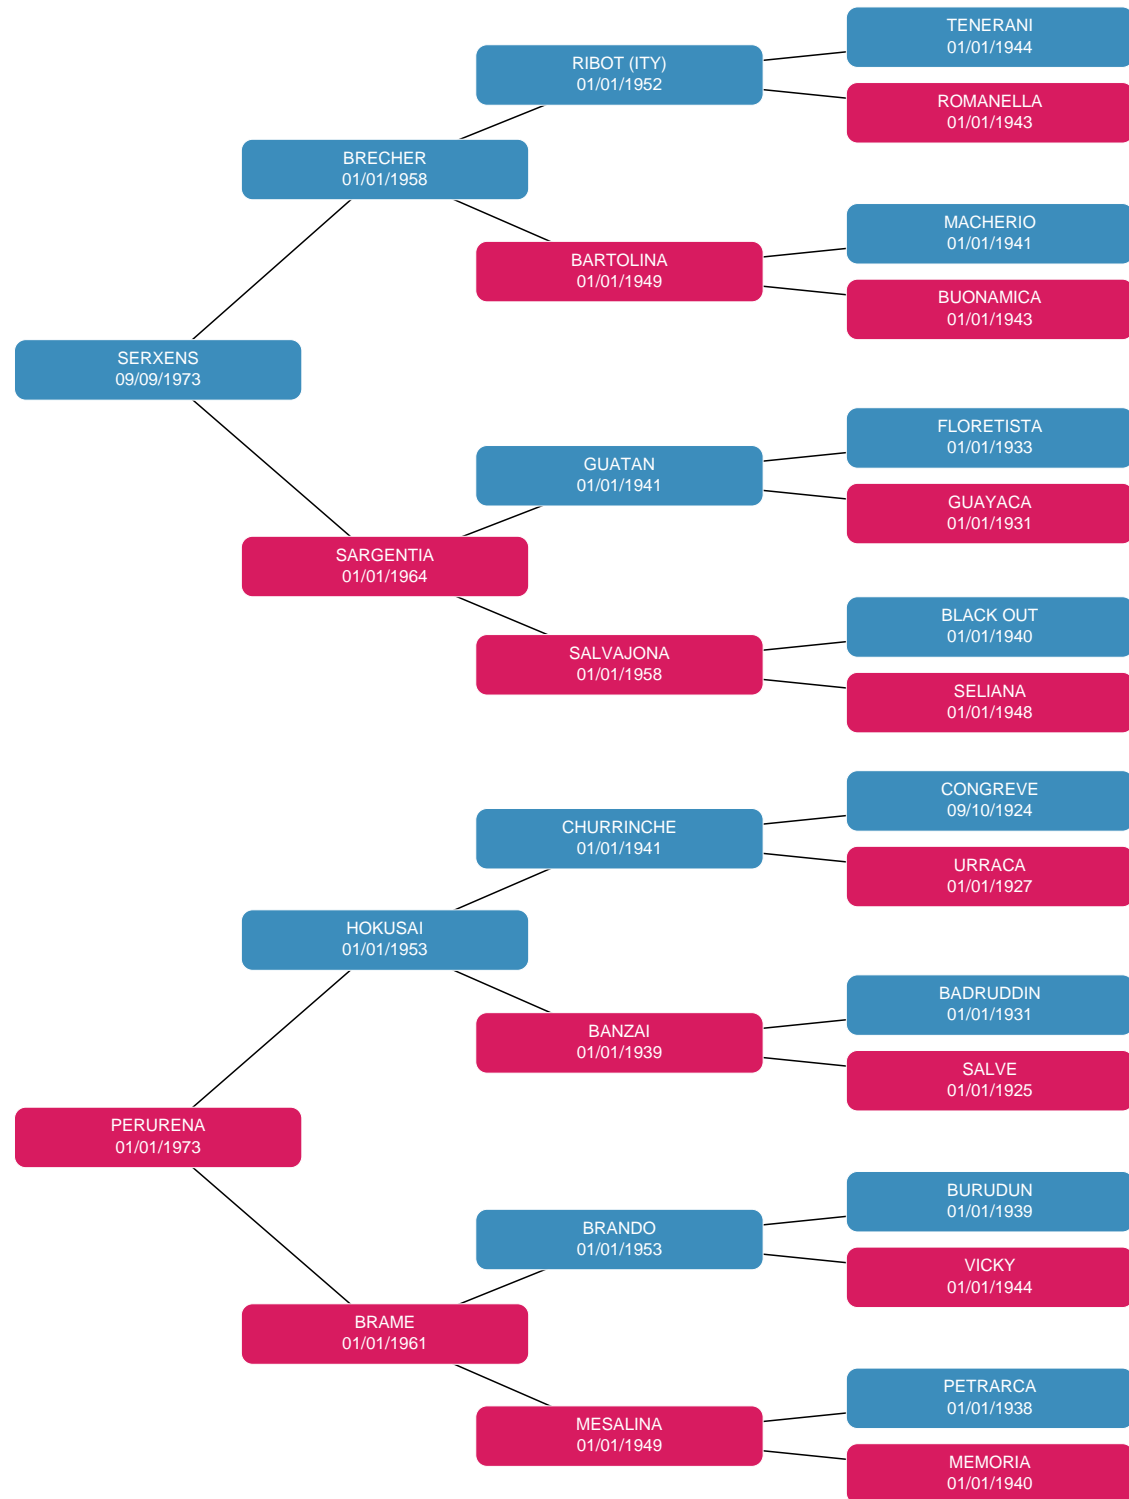 TENERANI
01/01/1944
RIBOT (ITY)
01/01/1952
ROMANELLA
01/01/1943
BRECHER
01/01/1958
MACHERIO
01/01/1941
BARTOLINA
01/01/1949
BUONAMICA
01/01/1943
SERXENS
09/09/1973
FLORETISTA
01/01/1933
GUATAN
01/01/1941
GUAYACA
01/01/1931
SARGENTIA
01/01/1964
BLACK OUT
01/01/1940
SALVAJONA
01/01/1958
SELIANA
01/01/1948
CONGREVE
09/10/1924
CHURRINCHE
01/01/1941
URRACA
01/01/1927
HOKUSAI
01/01/1953
BADRUDDIN
01/01/1931
BANZAI
01/01/1939
SALVE
01/01/1925
PERURENA
01/01/1973
BURUDUN
01/01/1939
BRANDO
01/01/1953
VICKY
01/01/1944
BRAME
01/01/1961
PETRARCA
01/01/1938
MESALINA
01/01/1949
MEMORIA
01/01/1940